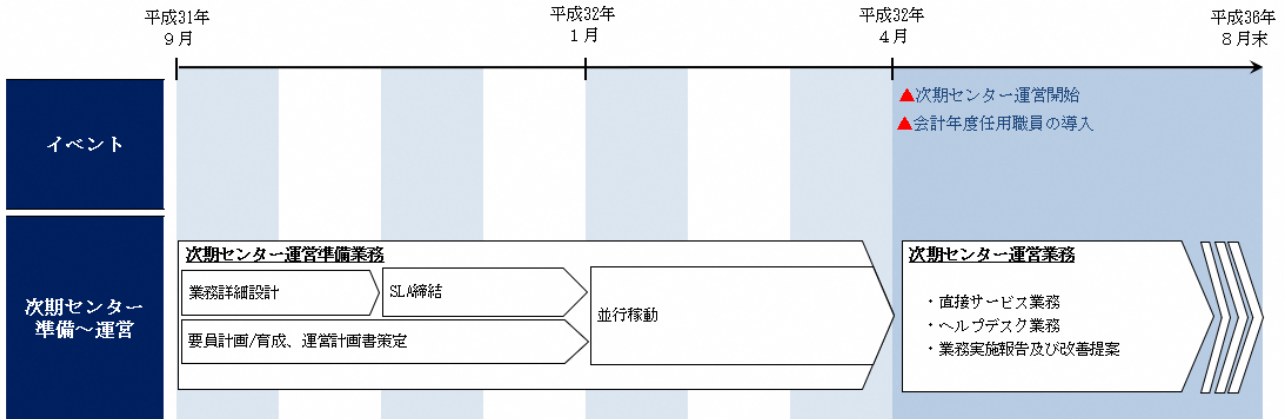 平成31年
9月
平成32年
1月
平成32年
4月
平成36年
8月末
イベント
▲次期センター運営開始
▲会計年度任用職員の導入
次期センター
準備～運営
次期センター運営準備業務
業務詳細設計
SLA締結
要員計画/育成、運営計画書策定
並行稼動
次期センター運営業務
・直接サービス業務
・ヘルプデスク業務
・業務実施報告及び改善提案